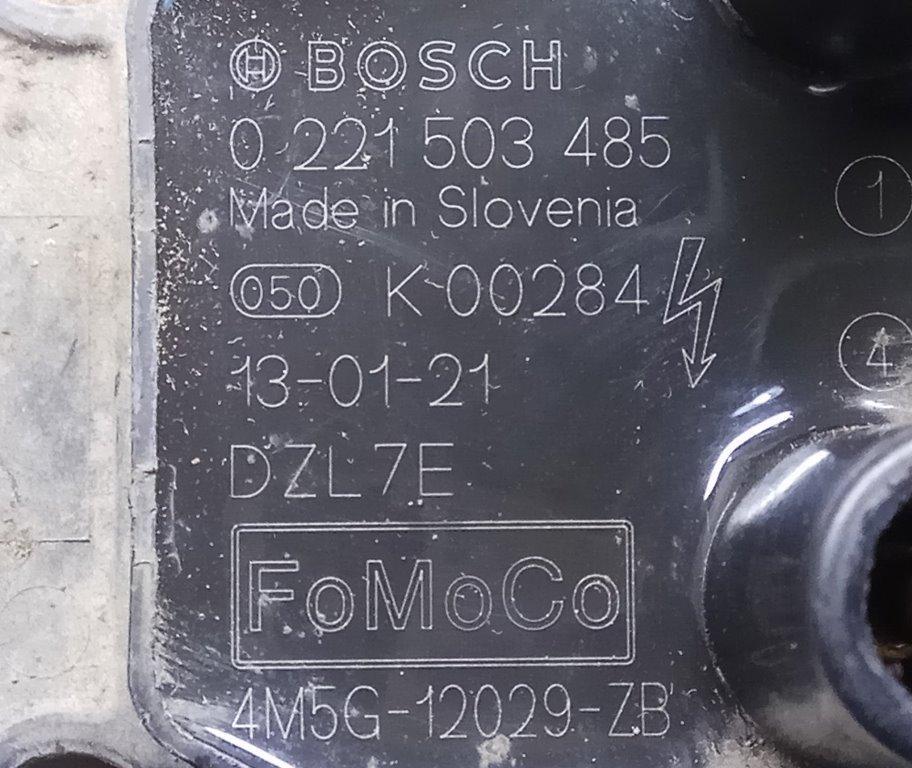 BOSCH
0 221 503 485
Made in Slovenia
050 K 00284
13-01-21
DZL7E
FoMoCo
4M5G-12029-ZB
1
4